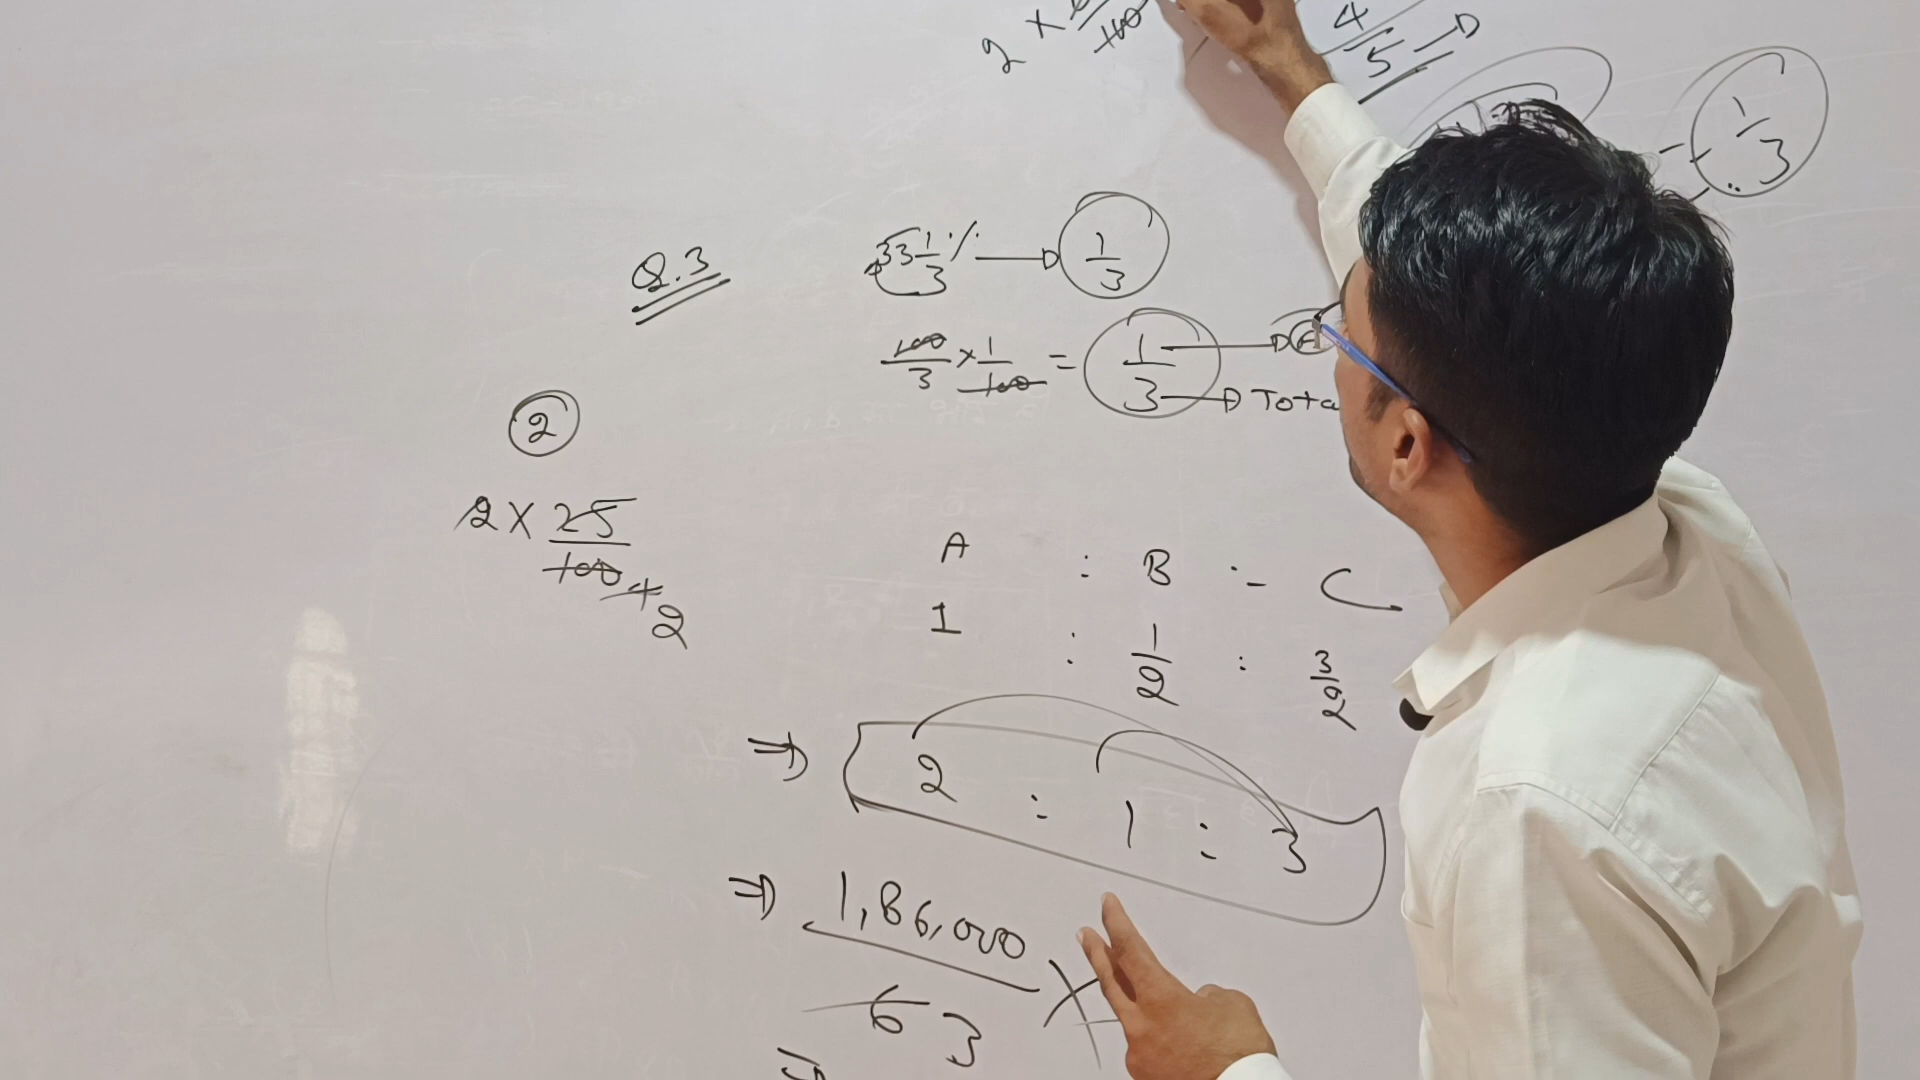 2 ×
100
4/5
1/3
Q.3
33 1/3 % → 1/3
100/3 × 1/100 = 1/3
→ Tota
2
2 × 25/100
4
2
A : B : C
1 : 1/2 : 3/2
⇒ 2 : 1 : 3
⇒ 1,86,000 ×
6 3
⇒